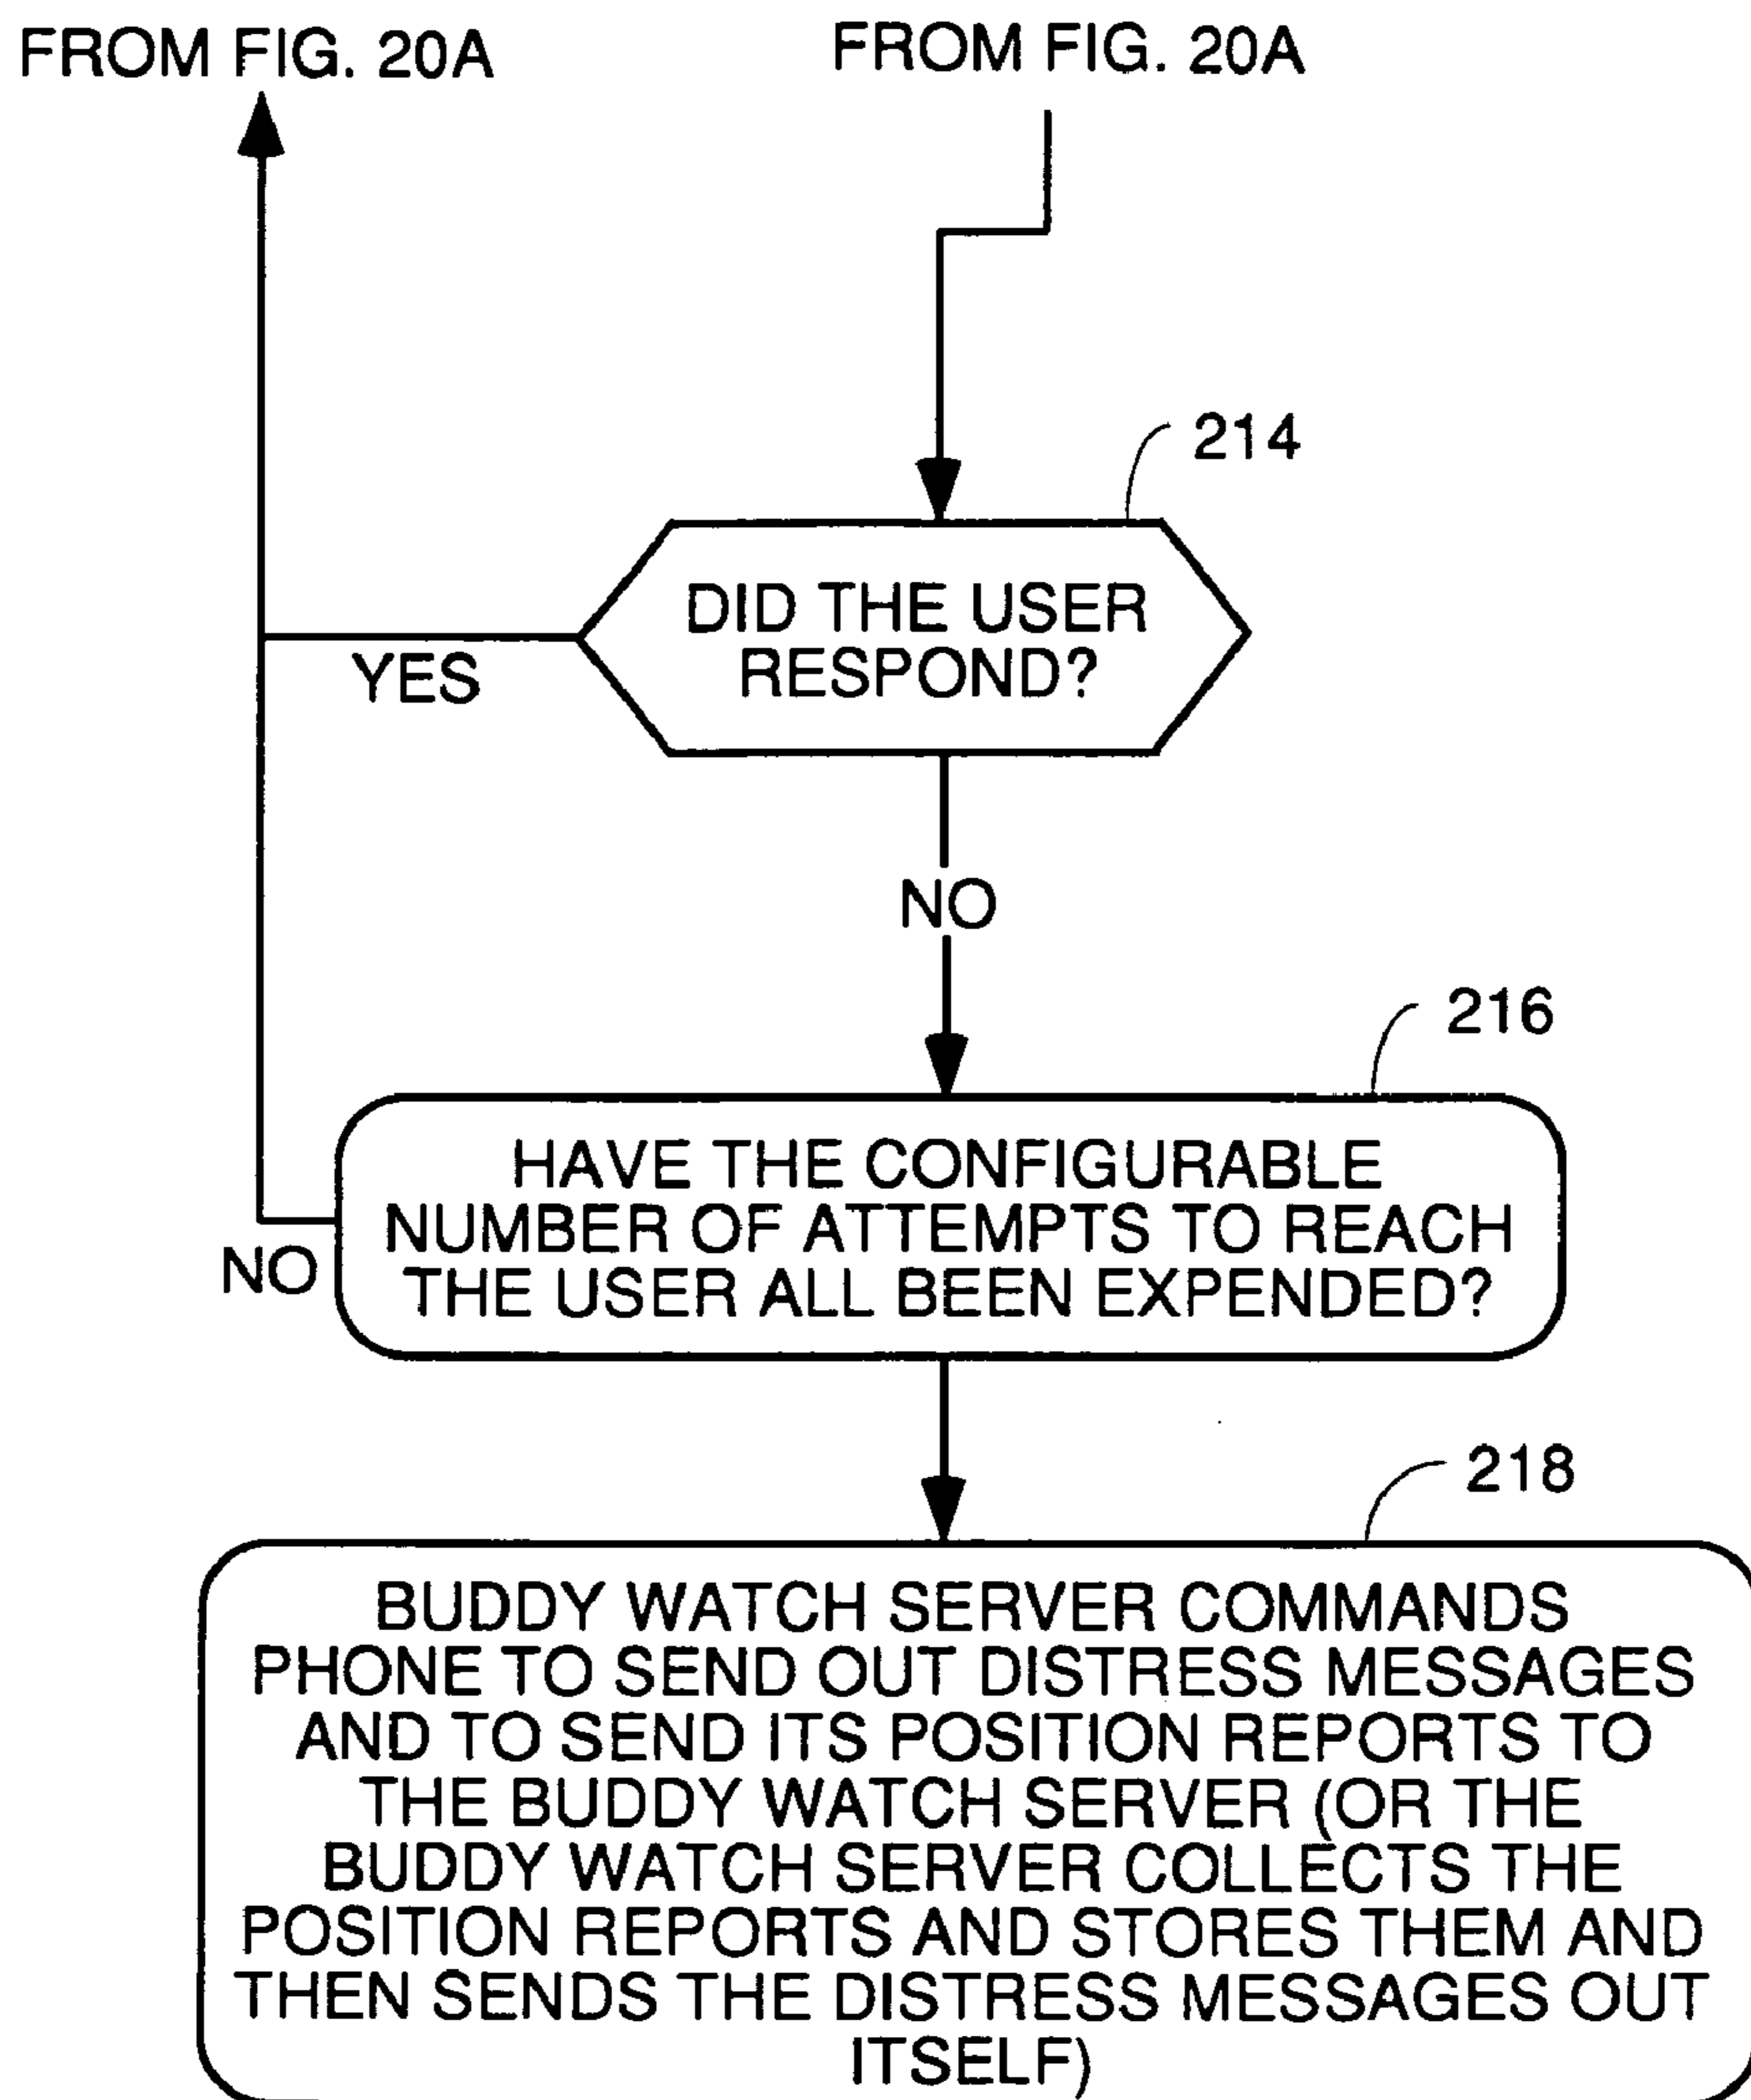 FROM FIG. 20A
FROM FIG. 20A
214
DID THE USER
RESPOND?
YES
NO
216
HAVE THE CONFIGURABLE
NUMBER OF ATTEMPTS TO REACH
THE USER ALL BEEN EXPENDED?
NO
218
BUDDY WATCH SERVER COMMANDS
PHONE TO SEND OUT DISTRESS MESSAGES
AND TO SEND ITS POSITION REPORTS TO
THE BUDDY WATCH SERVER (OR THE
BUDDY WATCH SERVER COLLECTS THE
POSITION REPORTS AND STORES THEM AND
THEN SENDS THE DISTRESS MESSAGES OUT
ITSELF)